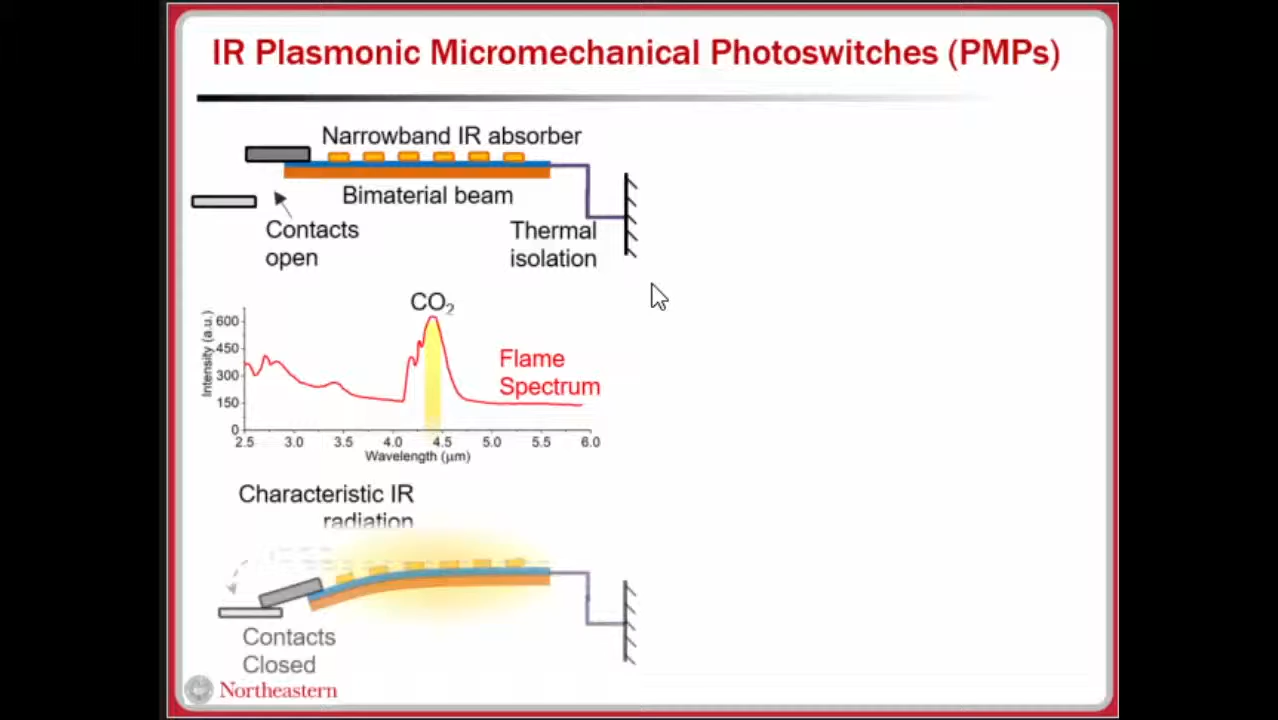 IR Plasmonic Micromechanical Photoswitches (PMPs)
Narrowband IR absorber
Bimaterial beam
Contacts
open
Thermal
isolation
CO₂
Intensity (a.u.)
600
450
300
150
0
Flame
Spectrum
2.5 3.0 3.5 4.0 4.5 5.0 5.5 6.0
Wavelength (μm)
Characteristic IR
radiation
Contacts
Closed
Northeastern